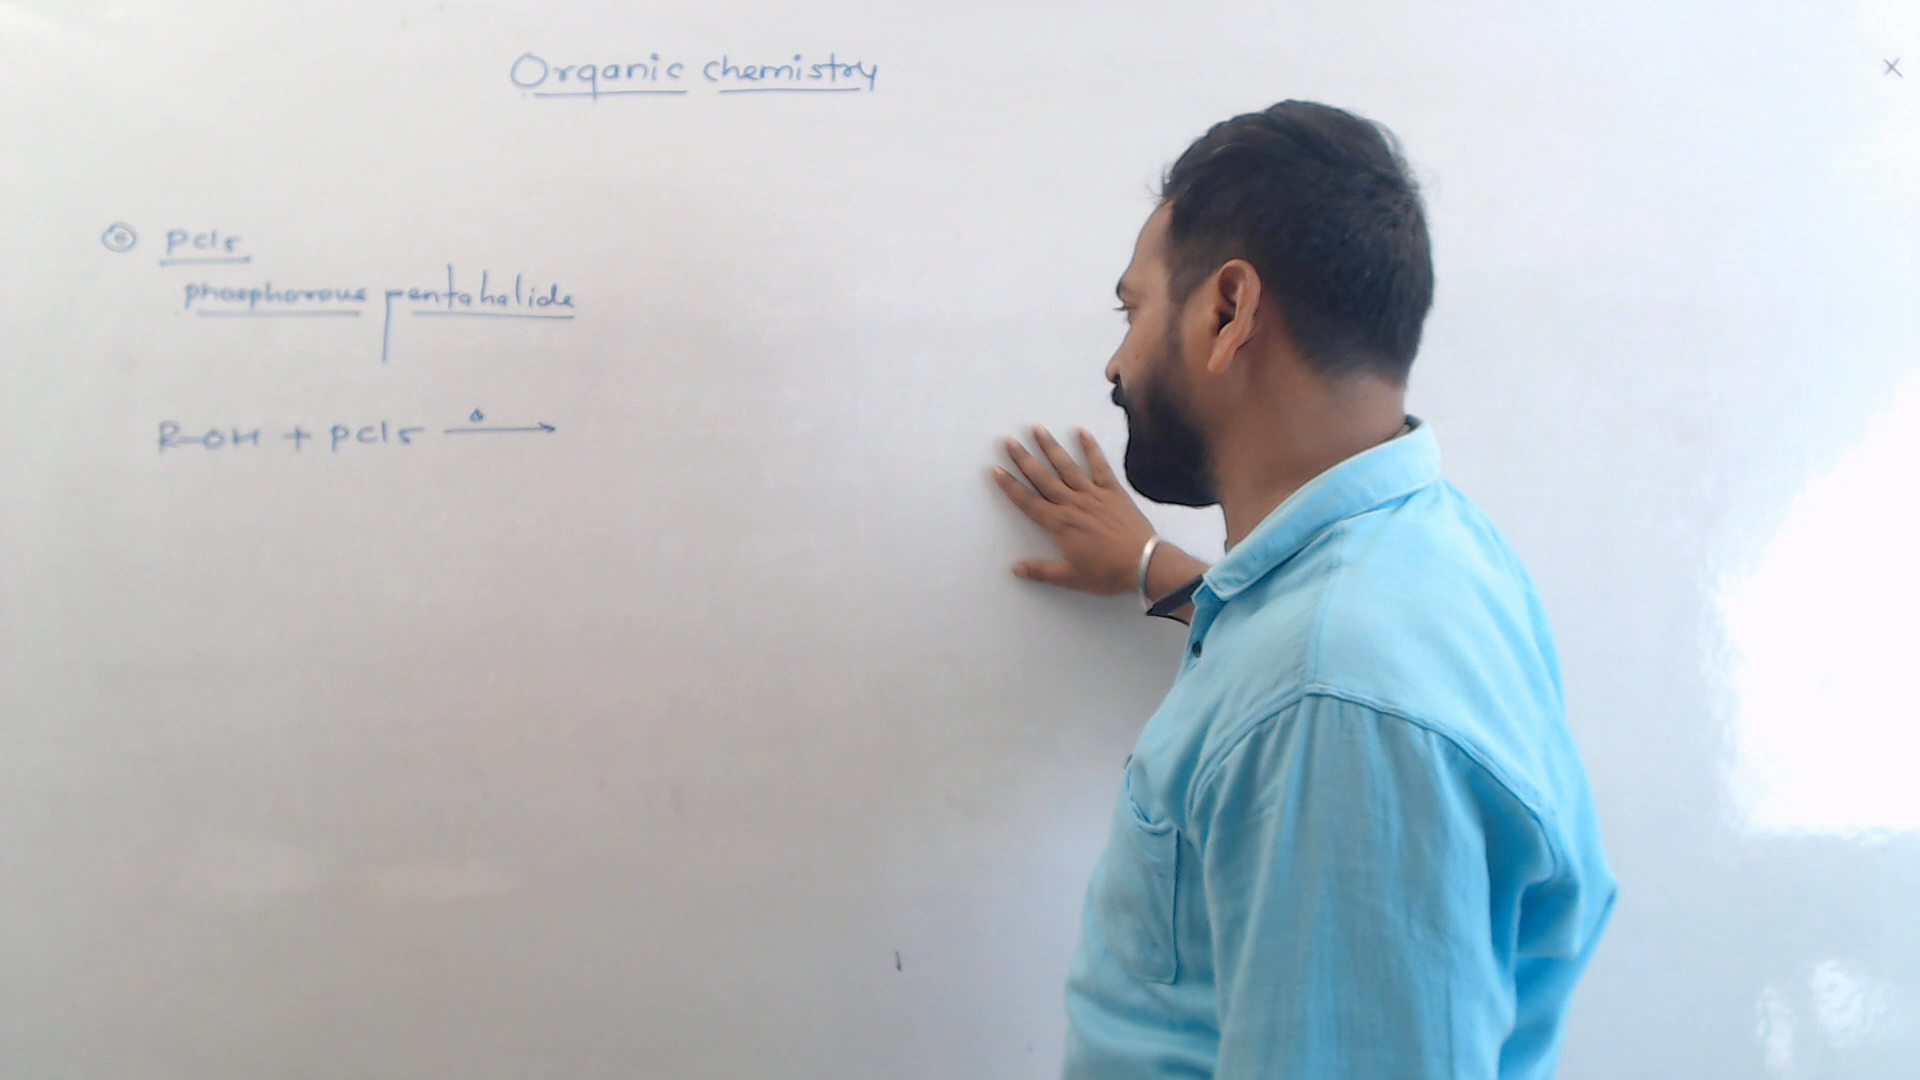 Organic chemistry
pcl5
phosphorous pentahalide
R-OH + pcl5 Δ →